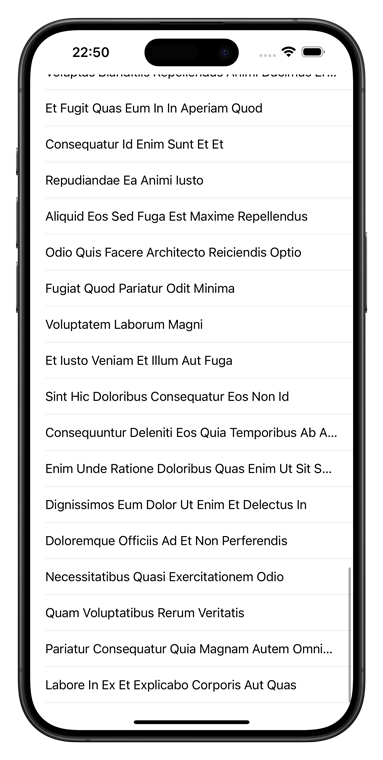 22:50
Et Fugit Quas Eum In In Aperiam Quod
Consequatur Id Enim Sunt Et Et
Repudiandae Ea Animi Iusto
Aliquid Eos Sed Fuga Est Maxime Repellendus
Odio Quis Facere Architecto Reiciendis Optio
Fugiat Quod Pariatur Odit Minima
Voluptatem Laborum Magni
Et Iusto Veniam Et Illum Aut Fuga
Sint Hic Doloribus Consequatur Eos Non Id
Consequuntur Deleniti Eos Quia Temporibus Ab A...
Enim Unde Ratione Doloribus Quas Enim Ut Sit S...
Dignissimos Eum Dolor Ut Enim Et Delectus In
Doloremque Officiis Ad Et Non Perferendis
Necessitatibus Quasi Exercitationem Odio
Quam Voluptatibus Rerum Veritatis
Pariatur Consequatur Quia Magnam Autem Omni...
Labore In Ex Et Explicabo Corporis Aut Quas